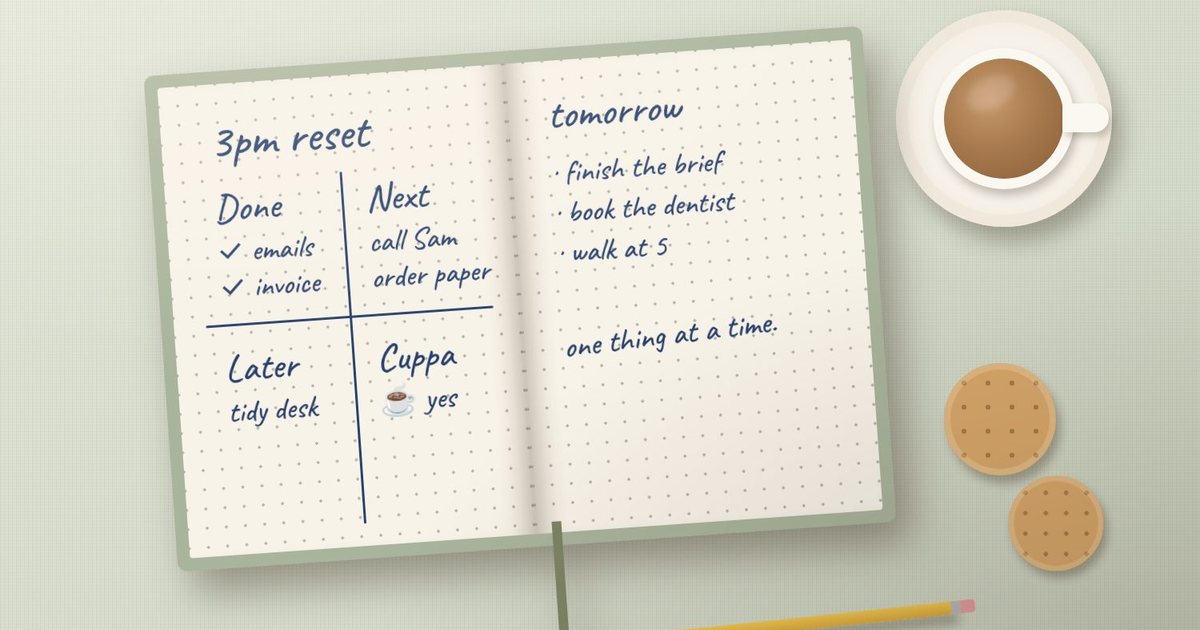 3pm reset
Done
✓ emails
✓ invoice
Next
call Sam
order paper
Later
tidy desk
Cuppa
☕ yes
tomorrow
· finish the brief
· book the dentist
· walk at 5
one thing at a time.